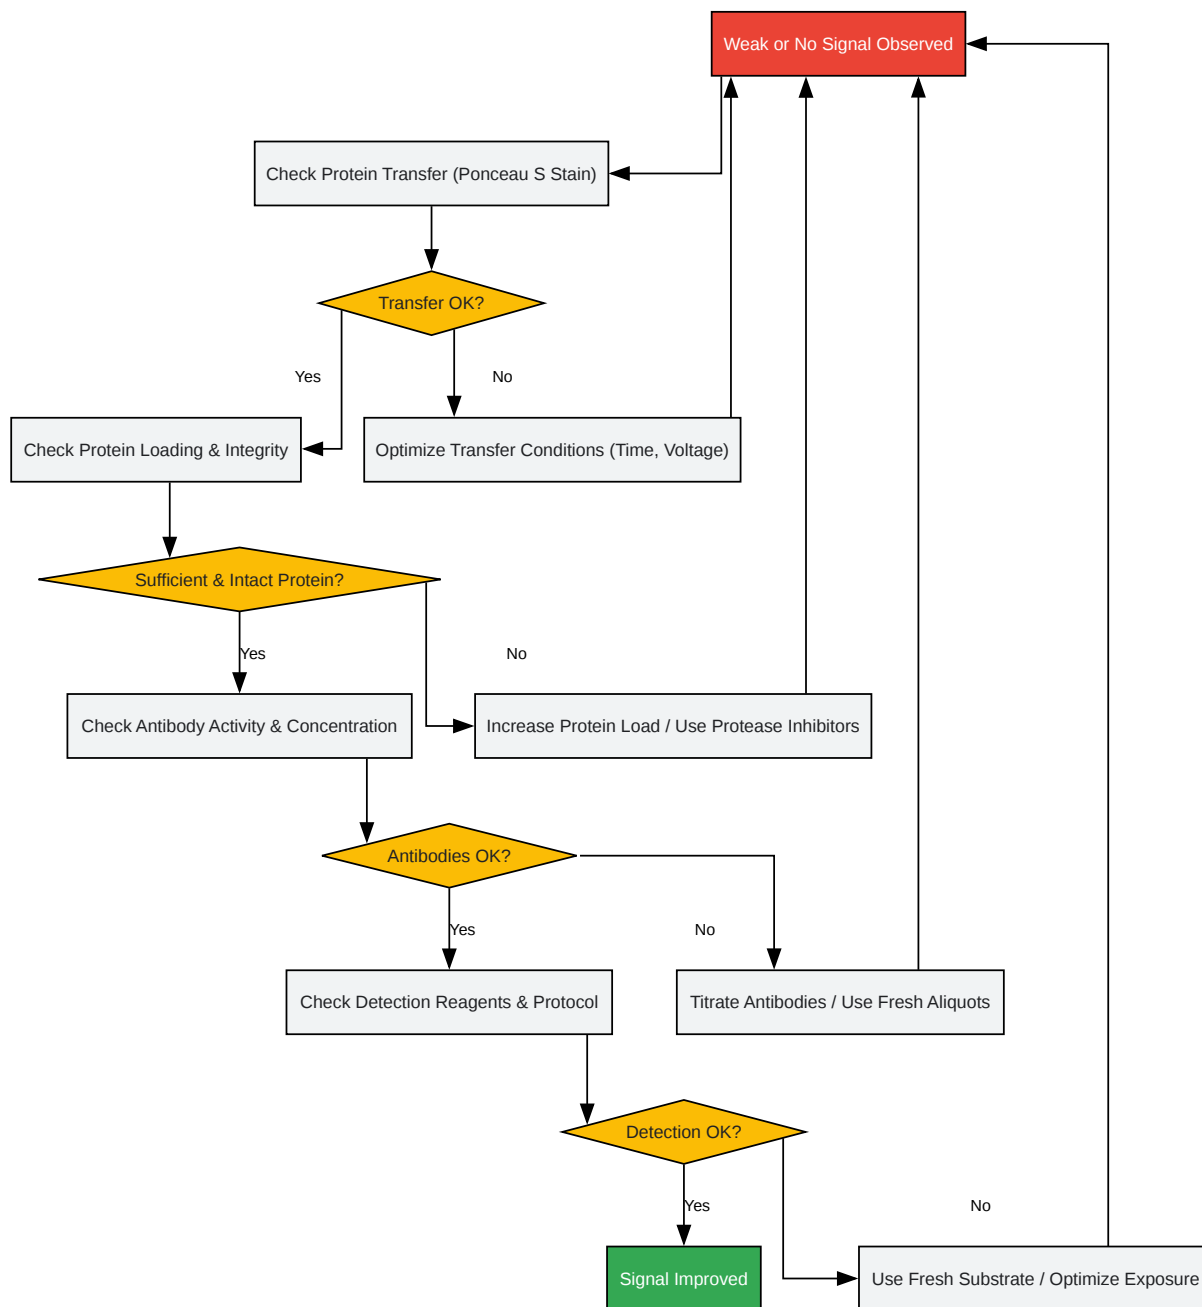 Weak or No Signal Observed
Check Protein Transfer (Ponceau S Stain)
Transfer OK?
Yes
No
Check Protein Loading & Integrity
Optimize Transfer Conditions (Time, Voltage)
Sufficient & Intact Protein?
Yes
No
Check Antibody Activity & Concentration
Increase Protein Load / Use Protease Inhibitors
Antibodies OK?
Yes
No
Check Detection Reagents & Protocol
Titrate Antibodies / Use Fresh Aliquots
Detection OK?
Yes
No
Signal Improved
Use Fresh Substrate / Optimize Exposure